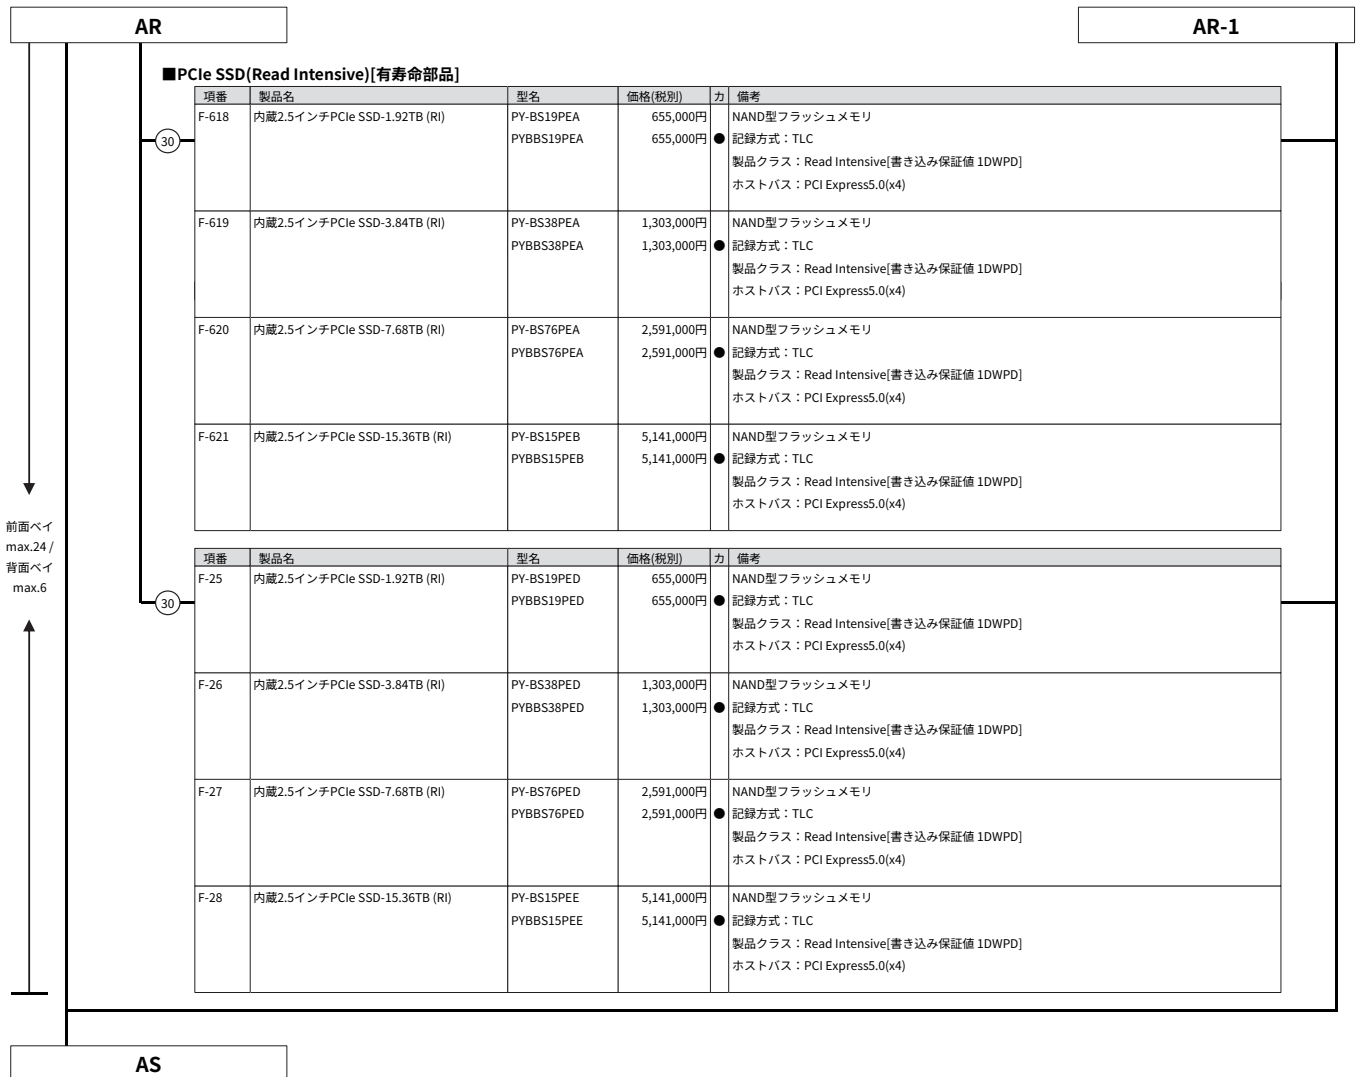 AR
AR-1
■PCIe SSD(Read Intensive)[有寿命部品]
項番 製品名 型名 価格(税別) カ 備考
F-618 内蔵2.5インチPCIe SSD-1.92TB (RI) PY-BS19PEA 655,000円 NAND型フラッシュメモリ
30 PYBBS19PEA 655,000円 ● 記録方式：TLC
製品クラス：Read Intensive[書き込み保証値 1DWPD]
ホストバス：PCI Express5.0(x4)
F-619 内蔵2.5インチPCIe SSD-3.84TB (RI) PY-BS38PEA 1,303,000円 NAND型フラッシュメモリ
PYBBS38PEA 1,303,000円 ● 記録方式：TLC
製品クラス：Read Intensive[書き込み保証値 1DWPD]
ホストバス：PCI Express5.0(x4)
F-620 内蔵2.5インチPCIe SSD-7.68TB (RI) PY-BS76PEA 2,591,000円 NAND型フラッシュメモリ
PYBBS76PEA 2,591,000円 ● 記録方式：TLC
製品クラス：Read Intensive[書き込み保証値 1DWPD]
ホストバス：PCI Express5.0(x4)
F-621 内蔵2.5インチPCIe SSD-15.36TB (RI) PY-BS15PEB 5,141,000円 NAND型フラッシュメモリ
PYBBS15PEB 5,141,000円 ● 記録方式：TLC
製品クラス：Read Intensive[書き込み保証値 1DWPD]
ホストバス：PCI Express5.0(x4)
前面ベイ
max.24 /
背面ベイ
max.6
項番 製品名 型名 価格(税別) カ 備考
F-25 内蔵2.5インチPCIe SSD-1.92TB (RI) PY-BS19PED 655,000円 NAND型フラッシュメモリ
30 PYBBS19PED 655,000円 ● 記録方式：TLC
製品クラス：Read Intensive[書き込み保証値 1DWPD]
ホストバス：PCI Express5.0(x4)
F-26 内蔵2.5インチPCIe SSD-3.84TB (RI) PY-BS38PED 1,303,000円 NAND型フラッシュメモリ
PYBBS38PED 1,303,000円 ● 記録方式：TLC
製品クラス：Read Intensive[書き込み保証値 1DWPD]
ホストバス：PCI Express5.0(x4)
F-27 内蔵2.5インチPCIe SSD-7.68TB (RI) PY-BS76PED 2,591,000円 NAND型フラッシュメモリ
PYBBS76PED 2,591,000円 ● 記録方式：TLC
製品クラス：Read Intensive[書き込み保証値 1DWPD]
ホストバス：PCI Express5.0(x4)
F-28 内蔵2.5インチPCIe SSD-15.36TB (RI) PY-BS15PEE 5,141,000円 NAND型フラッシュメモリ
PYBBS15PEE 5,141,000円 ● 記録方式：TLC
製品クラス：Read Intensive[書き込み保証値 1DWPD]
ホストバス：PCI Express5.0(x4)
AS